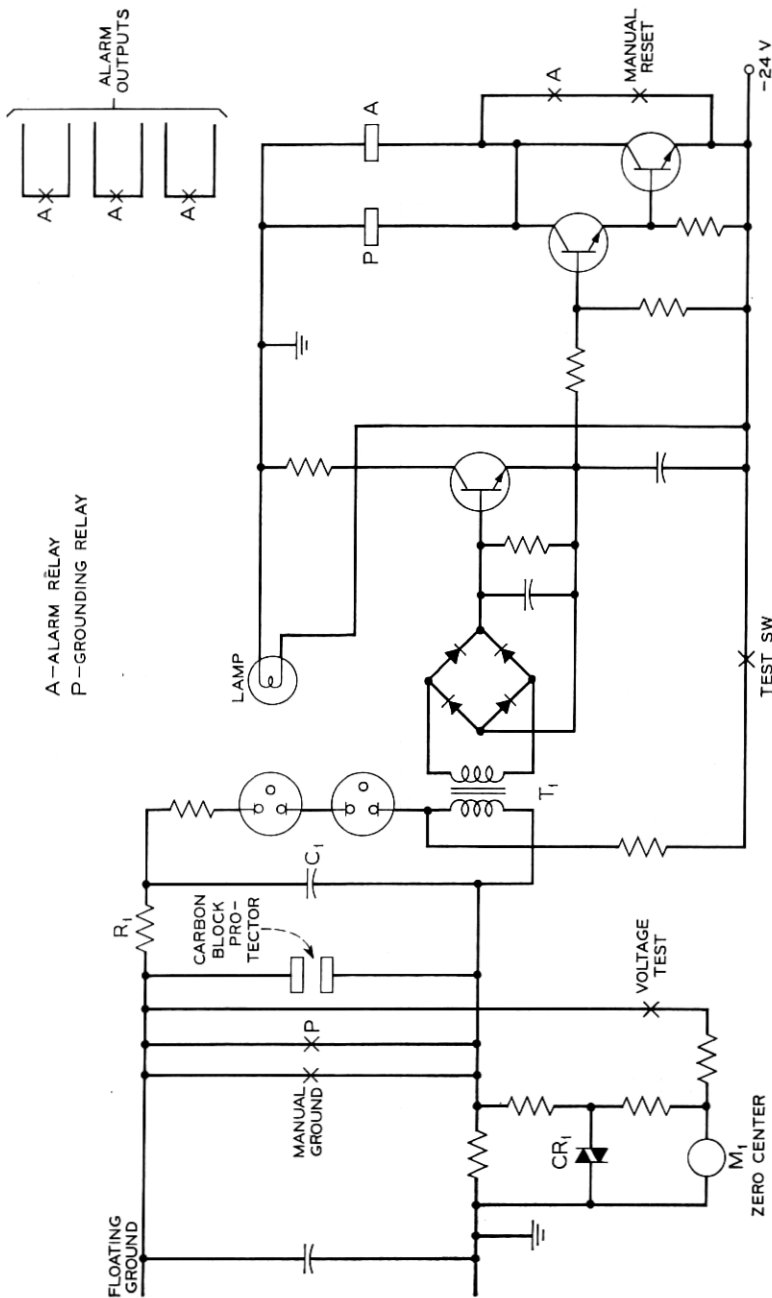 A–ALARM RELAY
P–GROUNDING RELAY
ALARM
OUTPUTS
A
A
A
FLOATING
GROUND
MANUAL
GROUND
P
CARBON
BLOCK
PRO-
TECTOR
R1
C1
T1
LAMP
P
A
A
MANUAL
RESET
-24 V
CR1
M1
ZERO CENTER
VOLTAGE
TEST
TEST SW